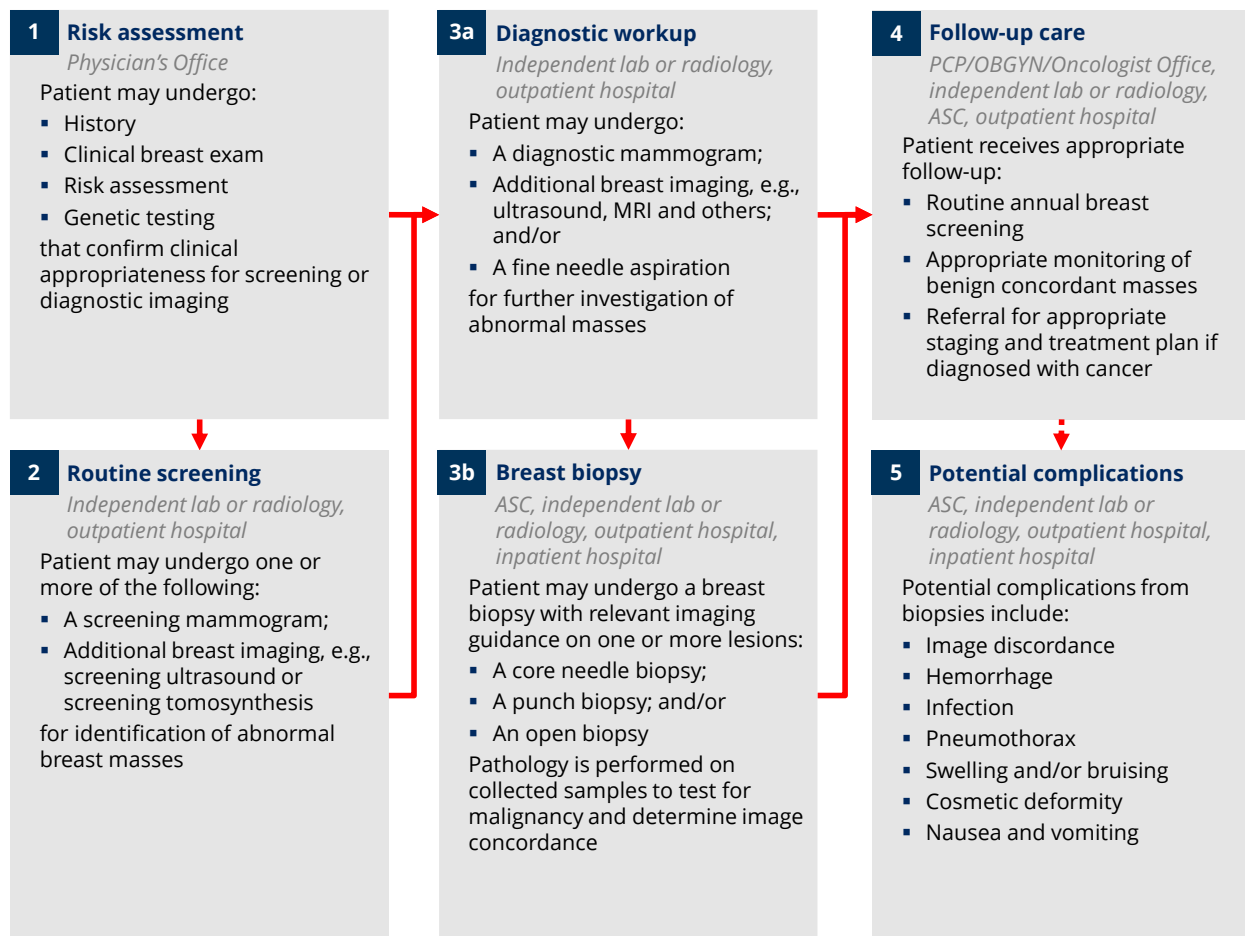 1 Risk assessment
Physician's Office
Patient may undergo:
▪ History
▪ Clinical breast exam
▪ Risk assessment
▪ Genetic testing
that confirm clinical
appropriateness for screening or
diagnostic imaging
2 Routine screening
Independent lab or radiology,
outpatient hospital
Patient may undergo one or
more of the following:
▪ A screening mammogram;
▪ Additional breast imaging, e.g.,
screening ultrasound or
screening tomosynthesis
for identification of abnormal
breast masses
3a Diagnostic workup
Independent lab or radiology,
outpatient hospital
Patient may undergo:
▪ A diagnostic mammogram;
▪ Additional breast imaging, e.g.,
ultrasound, MRI and others;
and/or
▪ A fine needle aspiration
for further investigation of
abnormal masses
3b Breast biopsy
ASC, independent lab or
radiology, outpatient hospital,
inpatient hospital
Patient may undergo a breast
biopsy with relevant imaging
guidance on one or more lesions:
▪ A core needle biopsy;
▪ A punch biopsy; and/or
▪ An open biopsy
Pathology is performed on
collected samples to test for
malignancy and determine image
concordance
4 Follow-up care
PCP/OBGYN/Oncologist Office,
independent lab or radiology,
ASC, outpatient hospital
Patient receives appropriate
follow-up:
▪ Routine annual breast
screening
▪ Appropriate monitoring of
benign concordant masses
▪ Referral for appropriate
staging and treatment plan if
diagnosed with cancer
5 Potential complications
ASC, independent lab or
radiology, outpatient hospital,
inpatient hospital
Potential complications from
biopsies include:
▪ Image discordance
▪ Hemorrhage
▪ Infection
▪ Pneumothorax
▪ Swelling and/or bruising
▪ Cosmetic deformity
▪ Nausea and vomiting